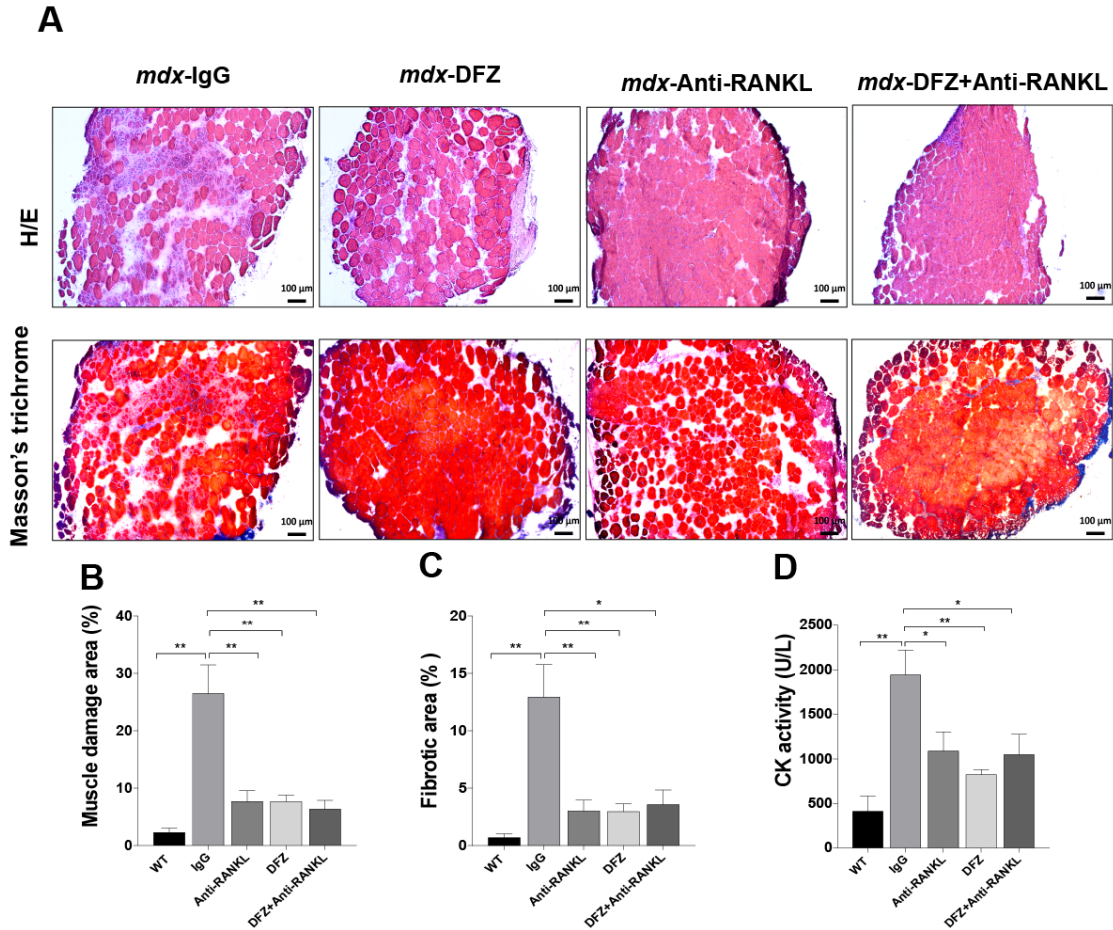 A
mdx-IgG
mdx-DFZ
mdx-Anti-RANKL
mdx-DFZ+Anti-RANKL
H/E
100 µm
100 µm
100 µm
100 µm
Masson's trichrome
100 µm
100 µm
100 µm
100 µm
B
Muscle damage area (%)
40
30
20
10
0
**
**
**
**
WT
IgG
Anti-RANKL
DFZ
DFZ+Anti-RANKL
C
Fibrotic area (% )
20
15
10
5
0
*
**
**
**
WT
IgG
Anti-RANKL
DFZ
DFZ+Anti-RANKL
D
CK activity (U/L)
2500
2000
1500
1000
500
0
*
**
**
*
WT
IgG
Anti-RANKL
DFZ
DFZ+Anti-RANKL